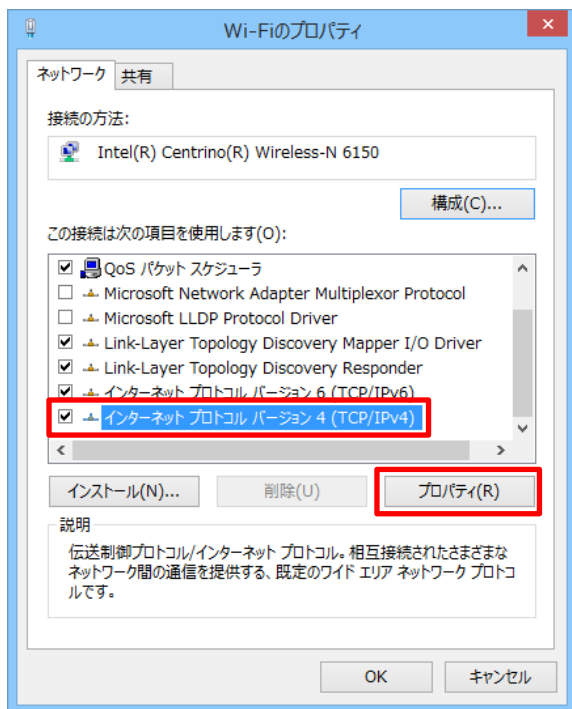 Wi-Fiのプロパティ
ネットワーク 共有
接続の方法:
Intel(R) Centrino(R) Wireless-N 6150
構成(C)...
この接続は次の項目を使用します(O):
QoS パケット スケジューラ
Microsoft Network Adapter Multiplexor Protocol
Microsoft LLDP Protocol Driver
Link-Layer Topology Discovery Mapper I/O Driver
Link-Layer Topology Discovery Responder
インターネット プロトコル バージョン 6 (TCP/IPv6)
インターネット プロトコル バージョン 4 (TCP/IPv4)
インストール(N)... 削除(U) プロパティ(R)
説明
伝送制御プロトコル/インターネット プロトコル。相互接続されたさまざまな
ネットワーク間の通信を提供する、既定のワイド エリア ネットワーク プロトコ
ルです。
OK キャンセル